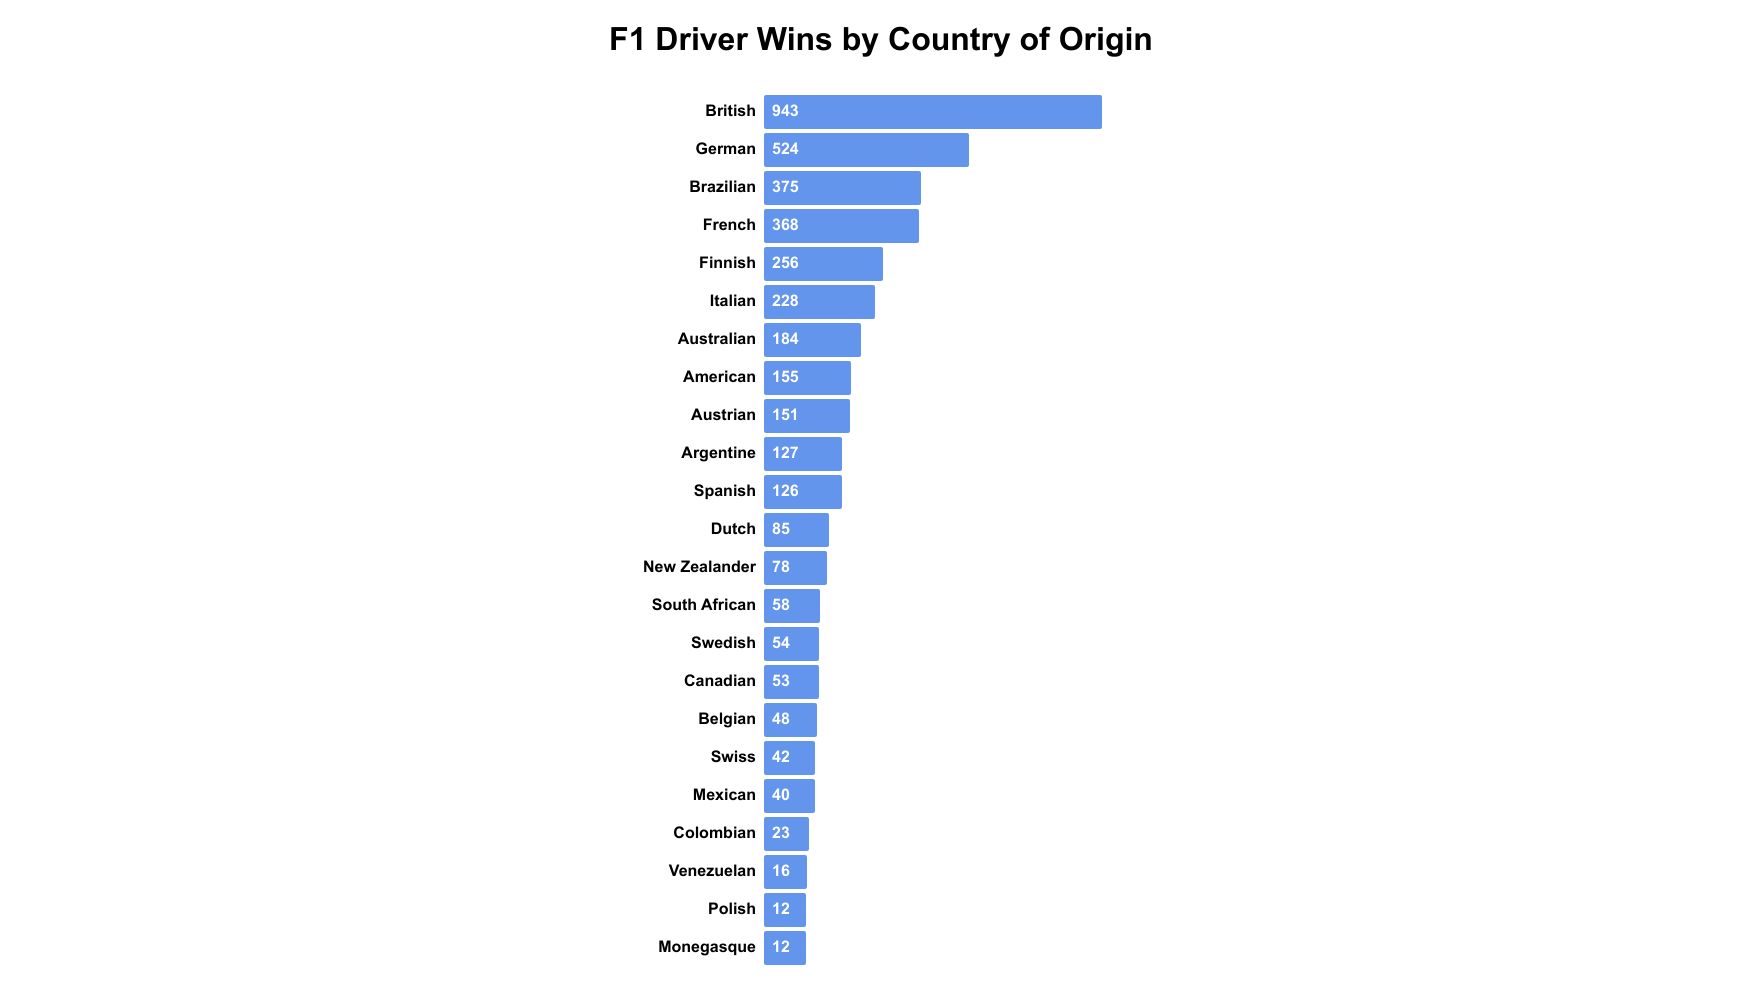 F1 Driver Wins by Country of Origin
British 943
German 524
Brazilian 375
French 368
Finnish 256
Italian 228
Australian 184
American 155
Austrian 151
Argentine 127
Spanish 126
Dutch 85
New Zealander 78
South African 58
Swedish 54
Canadian 53
Belgian 48
Swiss 42
Mexican 40
Colombian 23
Venezuelan 16
Polish 12
Monegasque 12